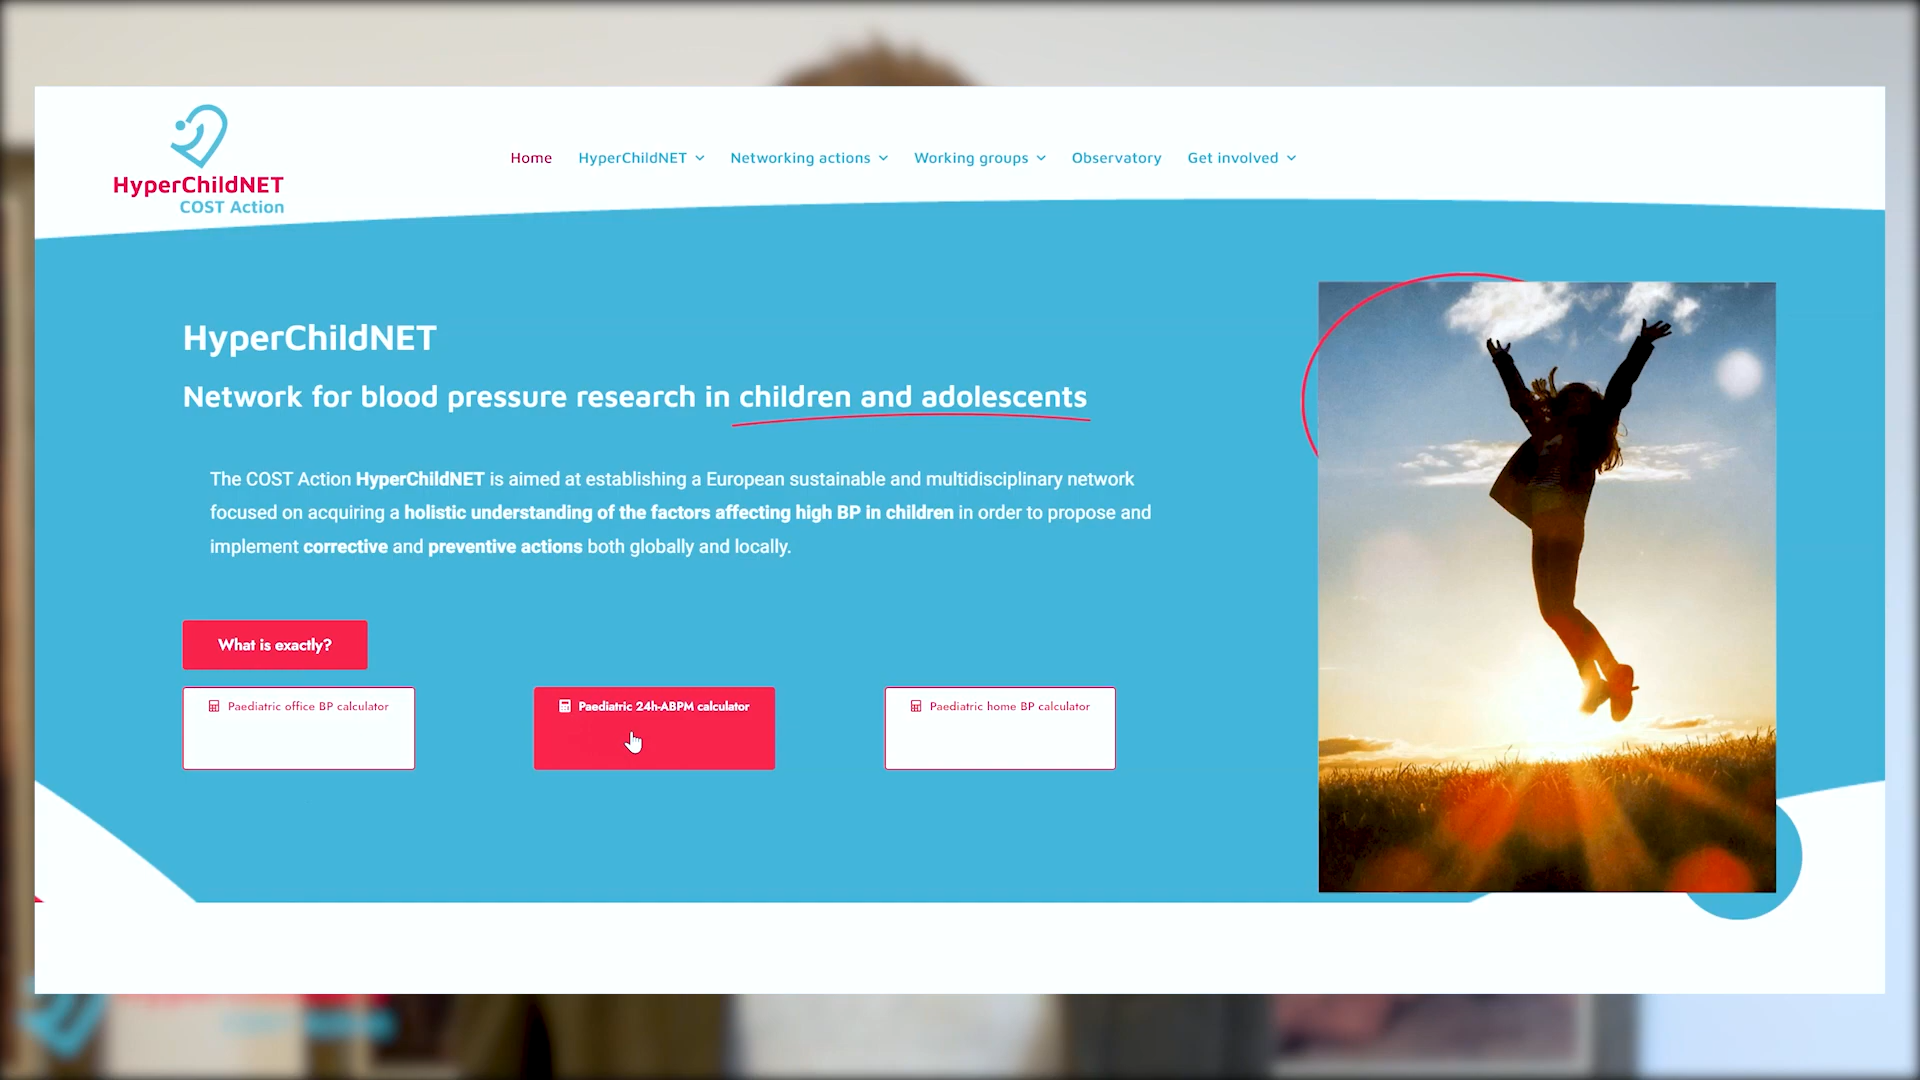 HyperChildNET
COST Action
Home HyperChildNET Networking actions Working groups Observatory Get involved
HyperChildNET
Network for blood pressure research in children and adolescents
The COST Action HyperChildNET is aimed at establishing a European sustainable and multidisciplinary network
focused on acquiring a holistic understanding of the factors affecting high BP in children in order to propose and
implement corrective and preventive actions both globally and locally.
What is exactly?
Paediatric office BP calculator
Paediatric 24h-ABPM calculator
Paediatric home BP calculator